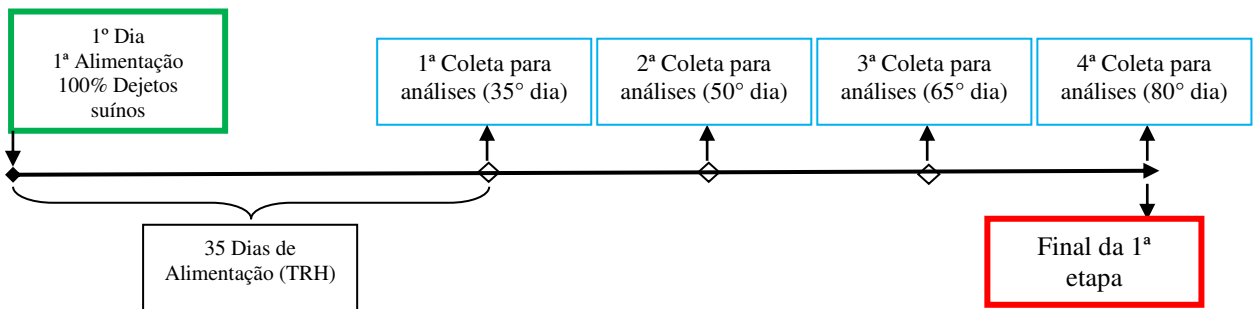 1º Dia
1ª Alimentação
100% Dejetos
suínos
1ª Coleta para
análises (35° dia)
2ª Coleta para
análises (50° dia)
3ª Coleta para
análises (65° dia)
4ª Coleta para
análises (80° dia)
35 Dias de
Alimentação (TRH)
Final da 1ª
etapa